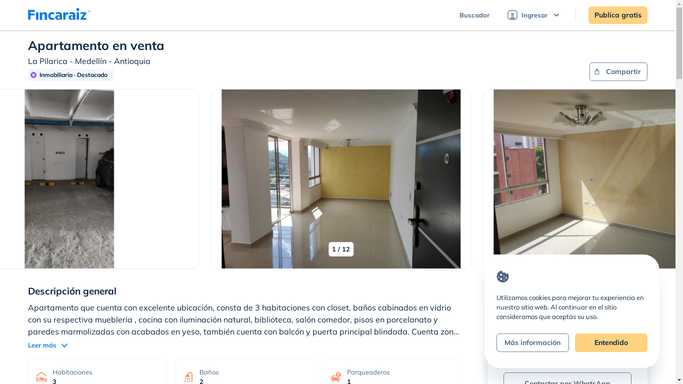 Fincaraiz
Buscador
Ingresar
Publica gratis
Apartamento en venta
La Pilarica - Medellín - Antioquia
Inmobiliaria - Destacado
Compartir
1 / 12
Descripción general
Apartamento que cuenta con excelente ubicación, consta de 3 habitaciones con closet, baños cabinados en vidrio
con su respectiva muebleria , cocina con iluminación natural, biblioteca, salón comedor, pisos en porcelanato y
paredes marmolizadas con acabados en yeso, también cuenta con balcón y puerta principal blindada. Cuenta zon...
Leer más
Habitaciones
3
Baños
2
Parqueaderos
1
Utilizamos cookies para mejorar tu experiencia en
nuestro sitio web. Al continuar en el sitio
consideramos que aceptas su uso.
Más información
Entendido
Contactar por WhatsApp